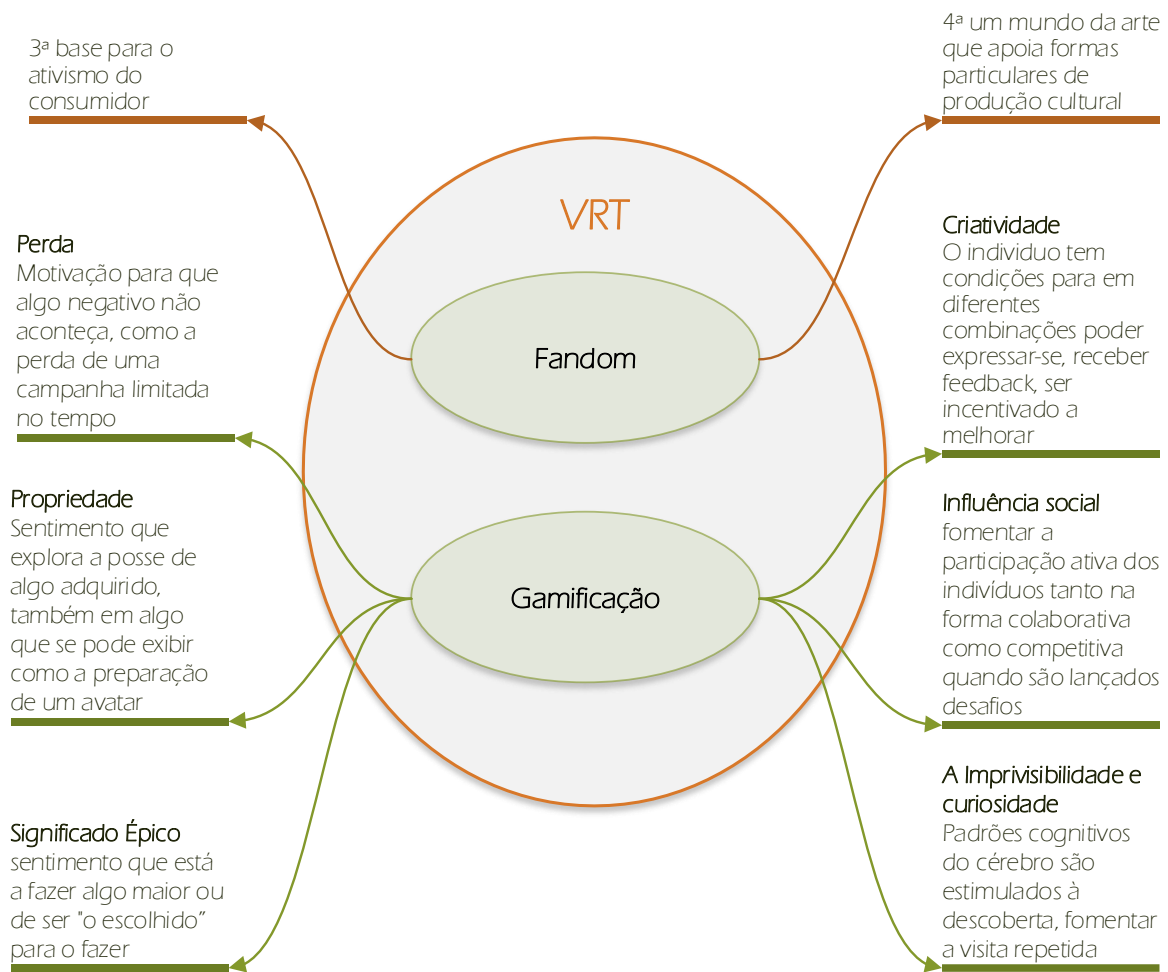 3ª base para o
ativismo do
consumidor
4ª um mundo da arte
que apoia formas
particulares de
produção cultural
VRT
Fandom
Gamificação
Perda
Motivação para que
algo negativo não
aconteça, como a
perda de uma
campanha limitada
no tempo
Propriedade
Sentimento que
explora a posse de
algo adquirido,
também em algo
que se pode exibir
como a preparação
de um avatar
Significado Épico
sentimento que está
a fazer algo maior ou
de ser "o escolhido”
para o fazer
Criatividade
O individuo tem
condições para em
diferentes
combinações poder
expressar-se, receber
feedback, ser
incentivado a
melhorar
Influência social
fomentar a
participação ativa dos
indivíduos tanto na
forma colaborativa
como competitiva
quando são lançados
desafios
A Imprivisibilidade e
curiosidade
Padrões cognitivos
do cérebro são
estimulados à
descoberta, fomentar
a visita repetida